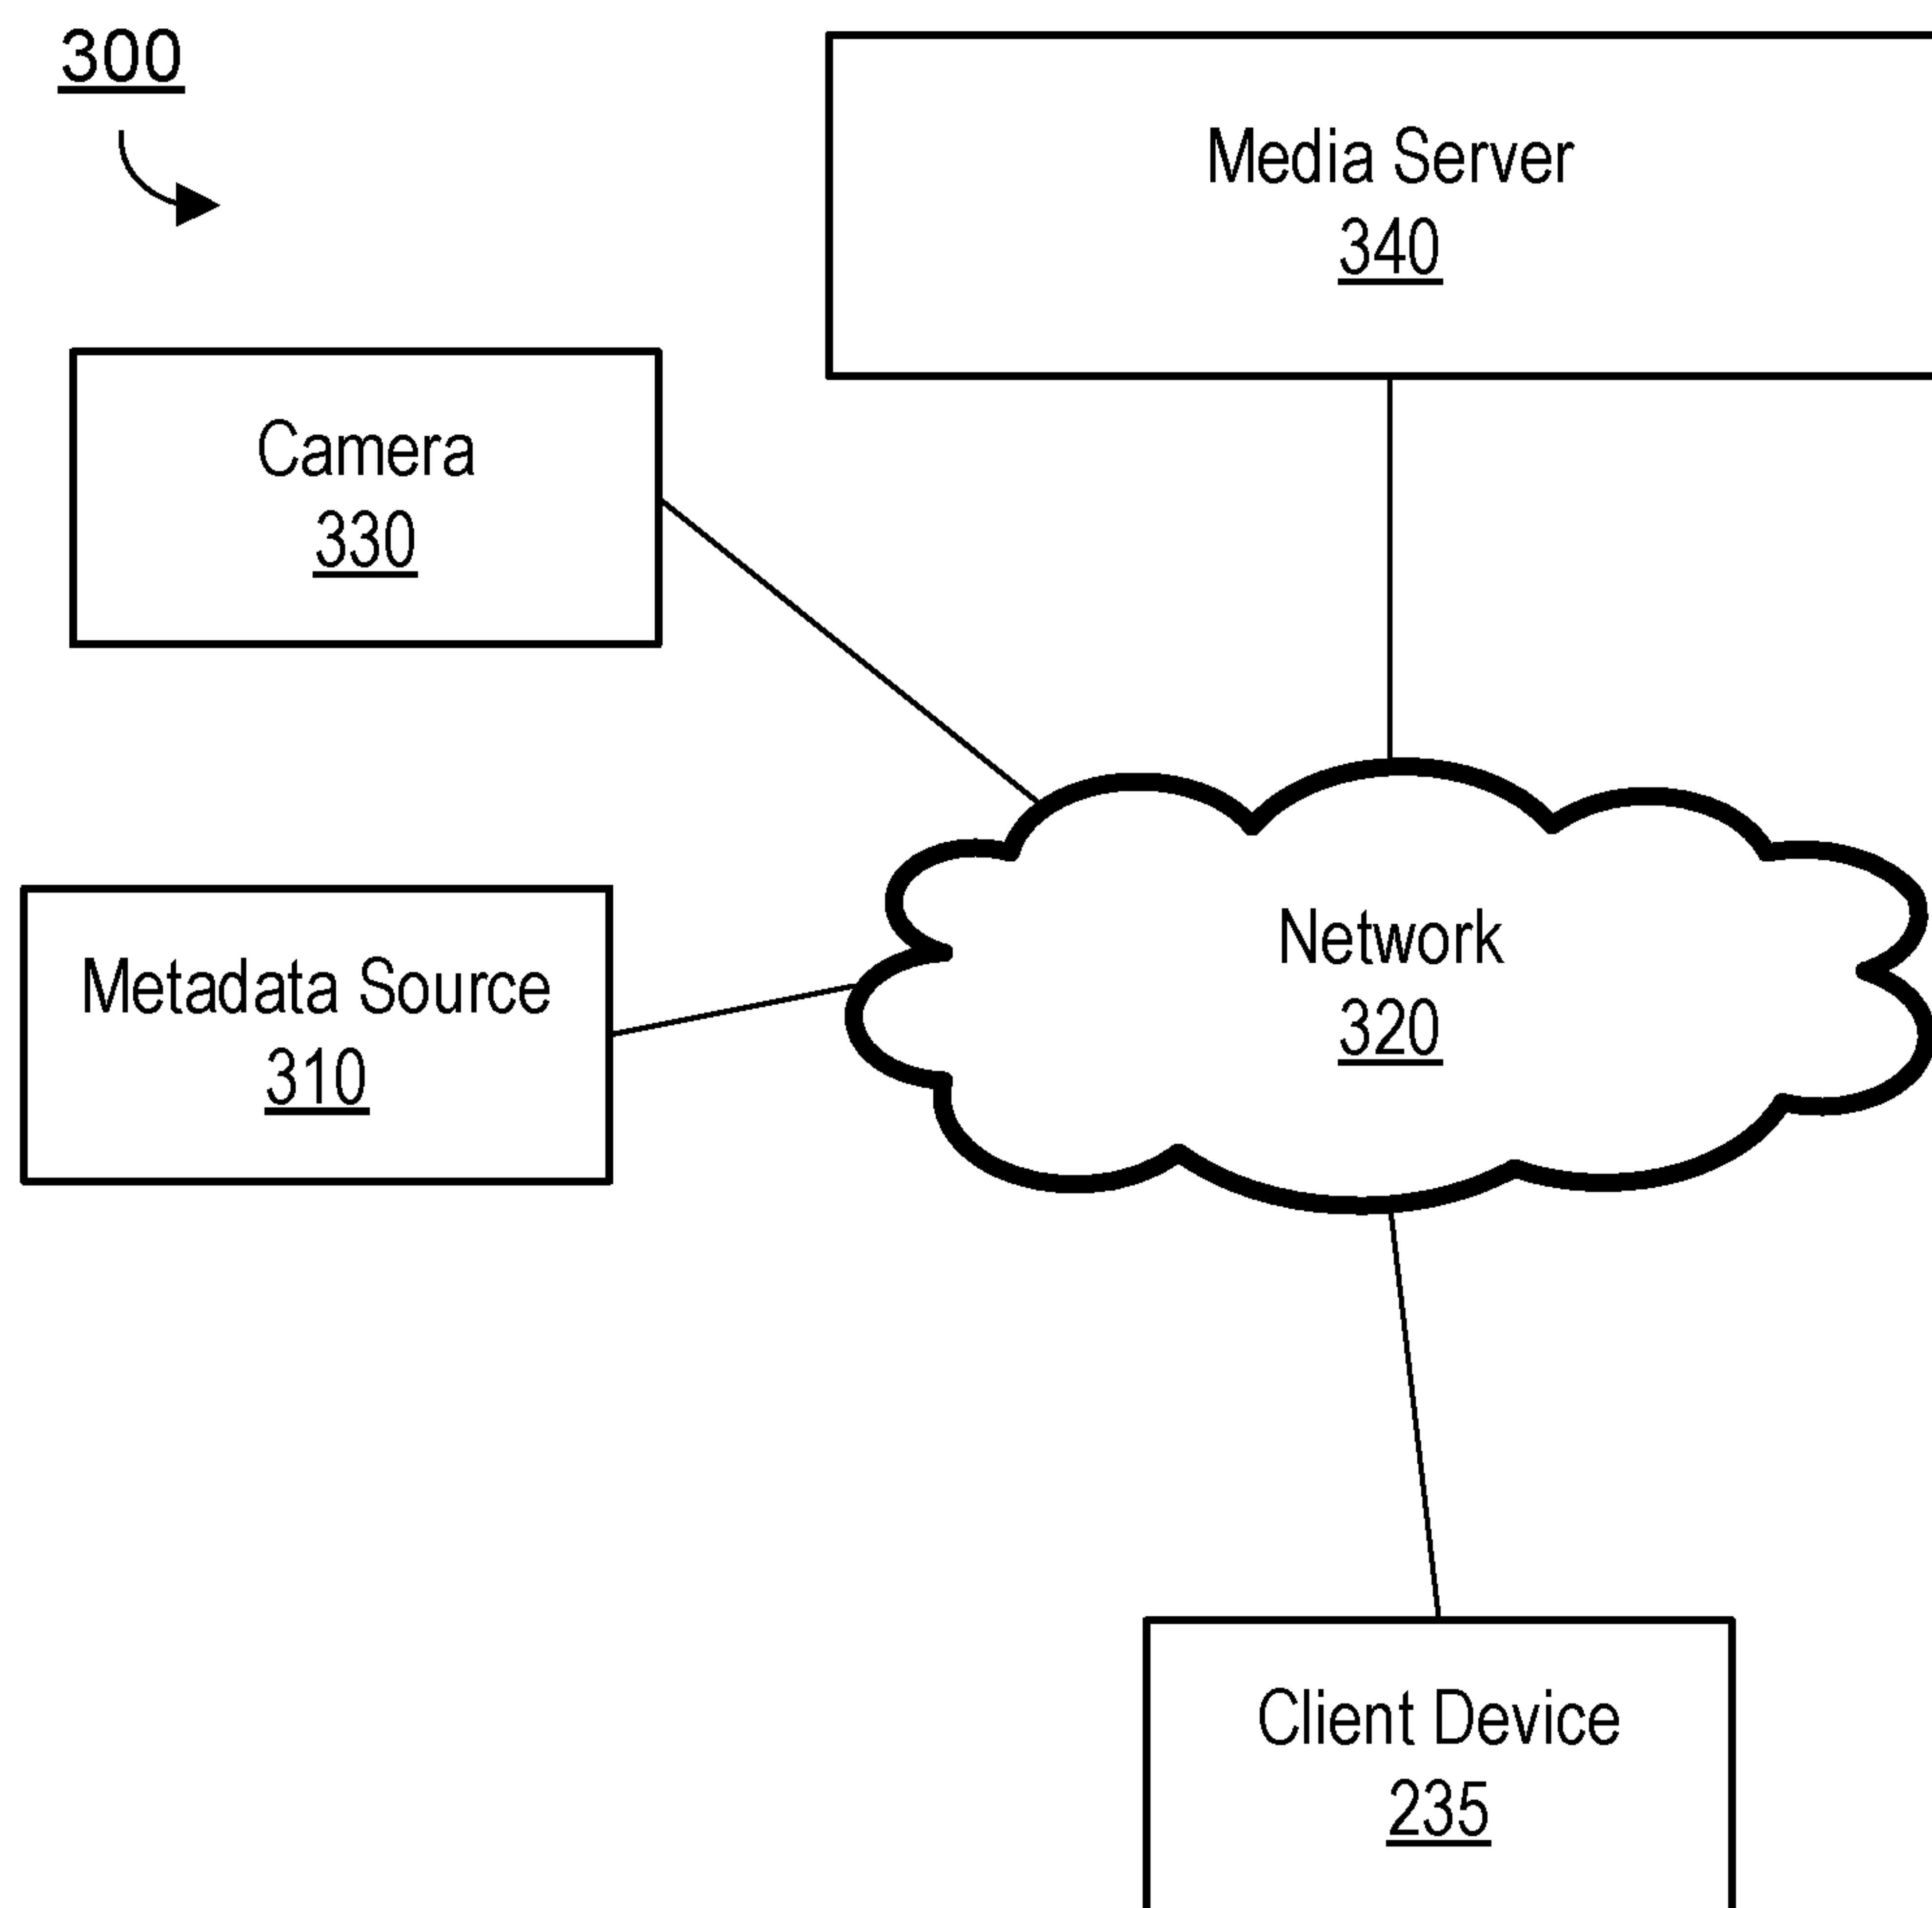 300
Media Server
340
Camera
330
Network
320
Metadata Source
310
Client Device
235